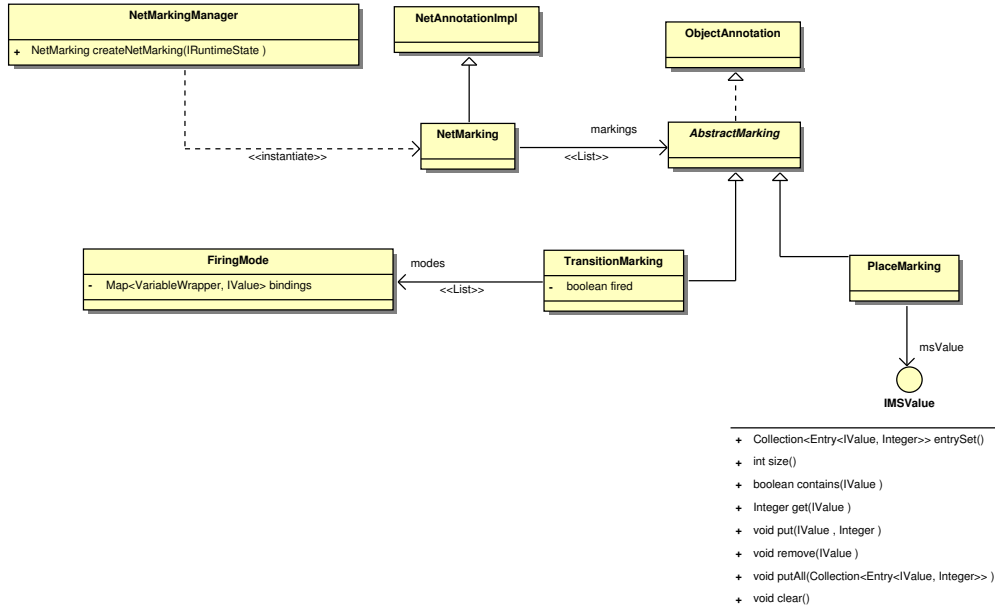 NetMarkingManager
+ NetMarking createNetMarking(IRuntimeState )
NetAnnotationImpl
ObjectAnnotation
NetMarking
AbstractMarking
markings
<<List>>
<<instantiate>>
FiringMode
- Map<VariableWrapper, IValue> bindings
modes
<<List>>
TransitionMarking
- boolean fired
PlaceMarking
msValue
IMSValue
+ Collection<Entry<IValue, Integer>> entrySet()
+ int size()
+ boolean contains(IValue )
+ Integer get(IValue )
+ void put(IValue , Integer )
+ void remove(IValue )
+ void putAll(Collection<Entry<IValue, Integer>> )
+ void clear()